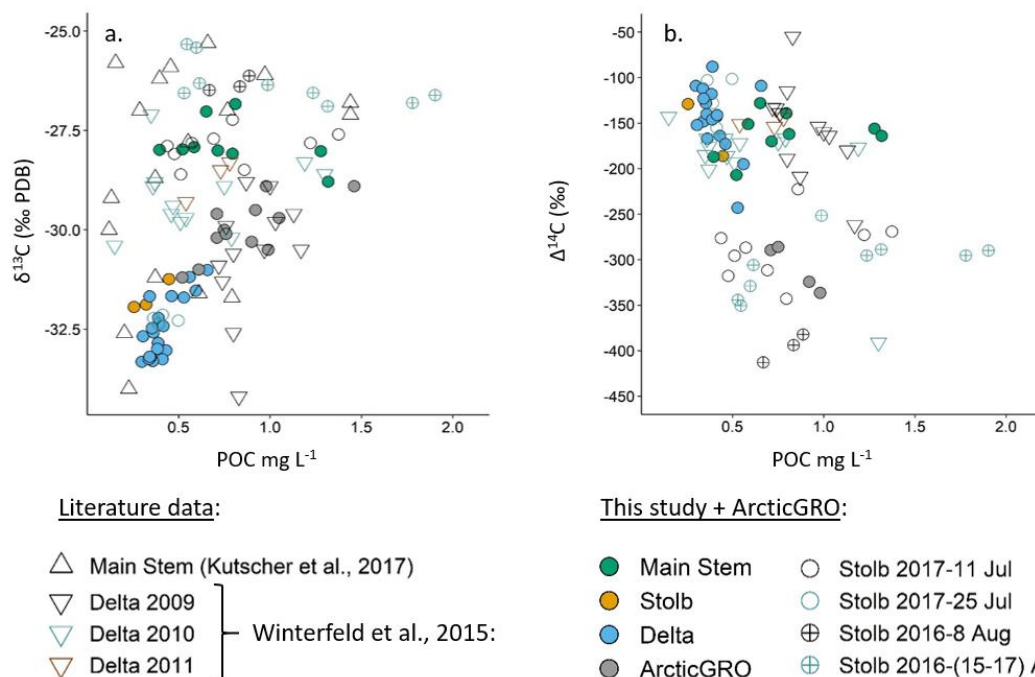 a.
-25.0
-27.5
-30.0
-32.5
δ¹³C (‰ PDB)
0.5 1.0 1.5 2.0
POC mg L⁻¹
b.
-50
-100
-150
-200
-250
-300
-350
-400
-450
Δ¹⁴C (‰)
0.5 1.0 1.5 2.0
POC mg L⁻¹
Literature data:
Main Stem (Kutscher et al., 2017)
Delta 2009
Delta 2010
Delta 2011
Winterfeld et al., 2015:
This study + ArcticGRO:
Main Stem
Stolb
Delta
ArcticGRO
Stolb 2017-11 Jul
Stolb 2017-25 Jul
Stolb 2016-8 Aug
Stolb 2016-(15-17)